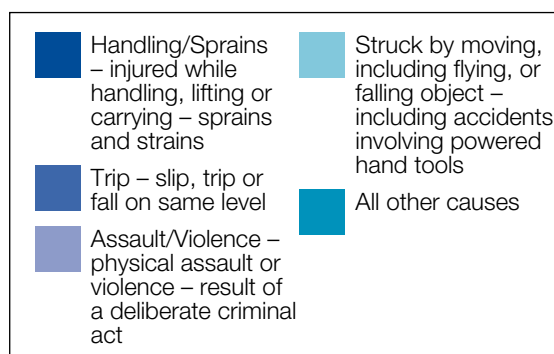 Handling/Sprains
– injured while
handling, lifting or
carrying – sprains
and strains
Trip – slip, trip or
fall on same level
Assault/Violence –
physical assault or
violence – result of
a deliberate criminal
act
Struck by moving,
including flying, or
falling object –
including accidents
involving powered
hand tools
All other causes